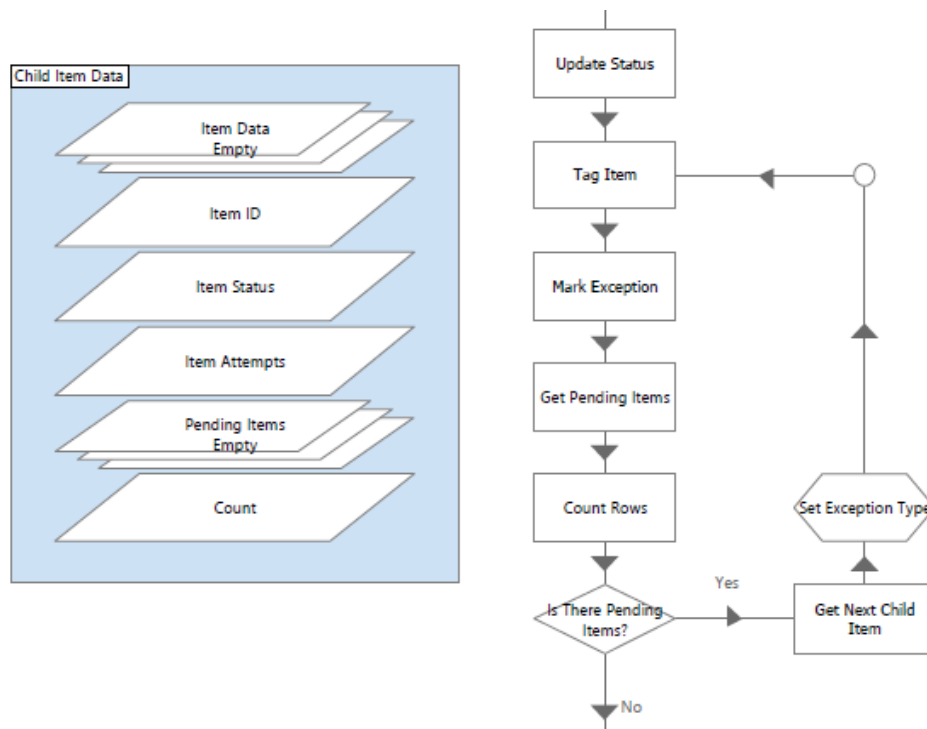 Child Item Data
Item Data
Empty
Item ID
Item Status
Item Attempts
Pending Items
Empty
Count
Update Status
Tag Item
Mark Exception
Get Pending Items
Count Rows
Set Exception Type
Is There Pending
Items?
Yes
Get Next Child
Item
No